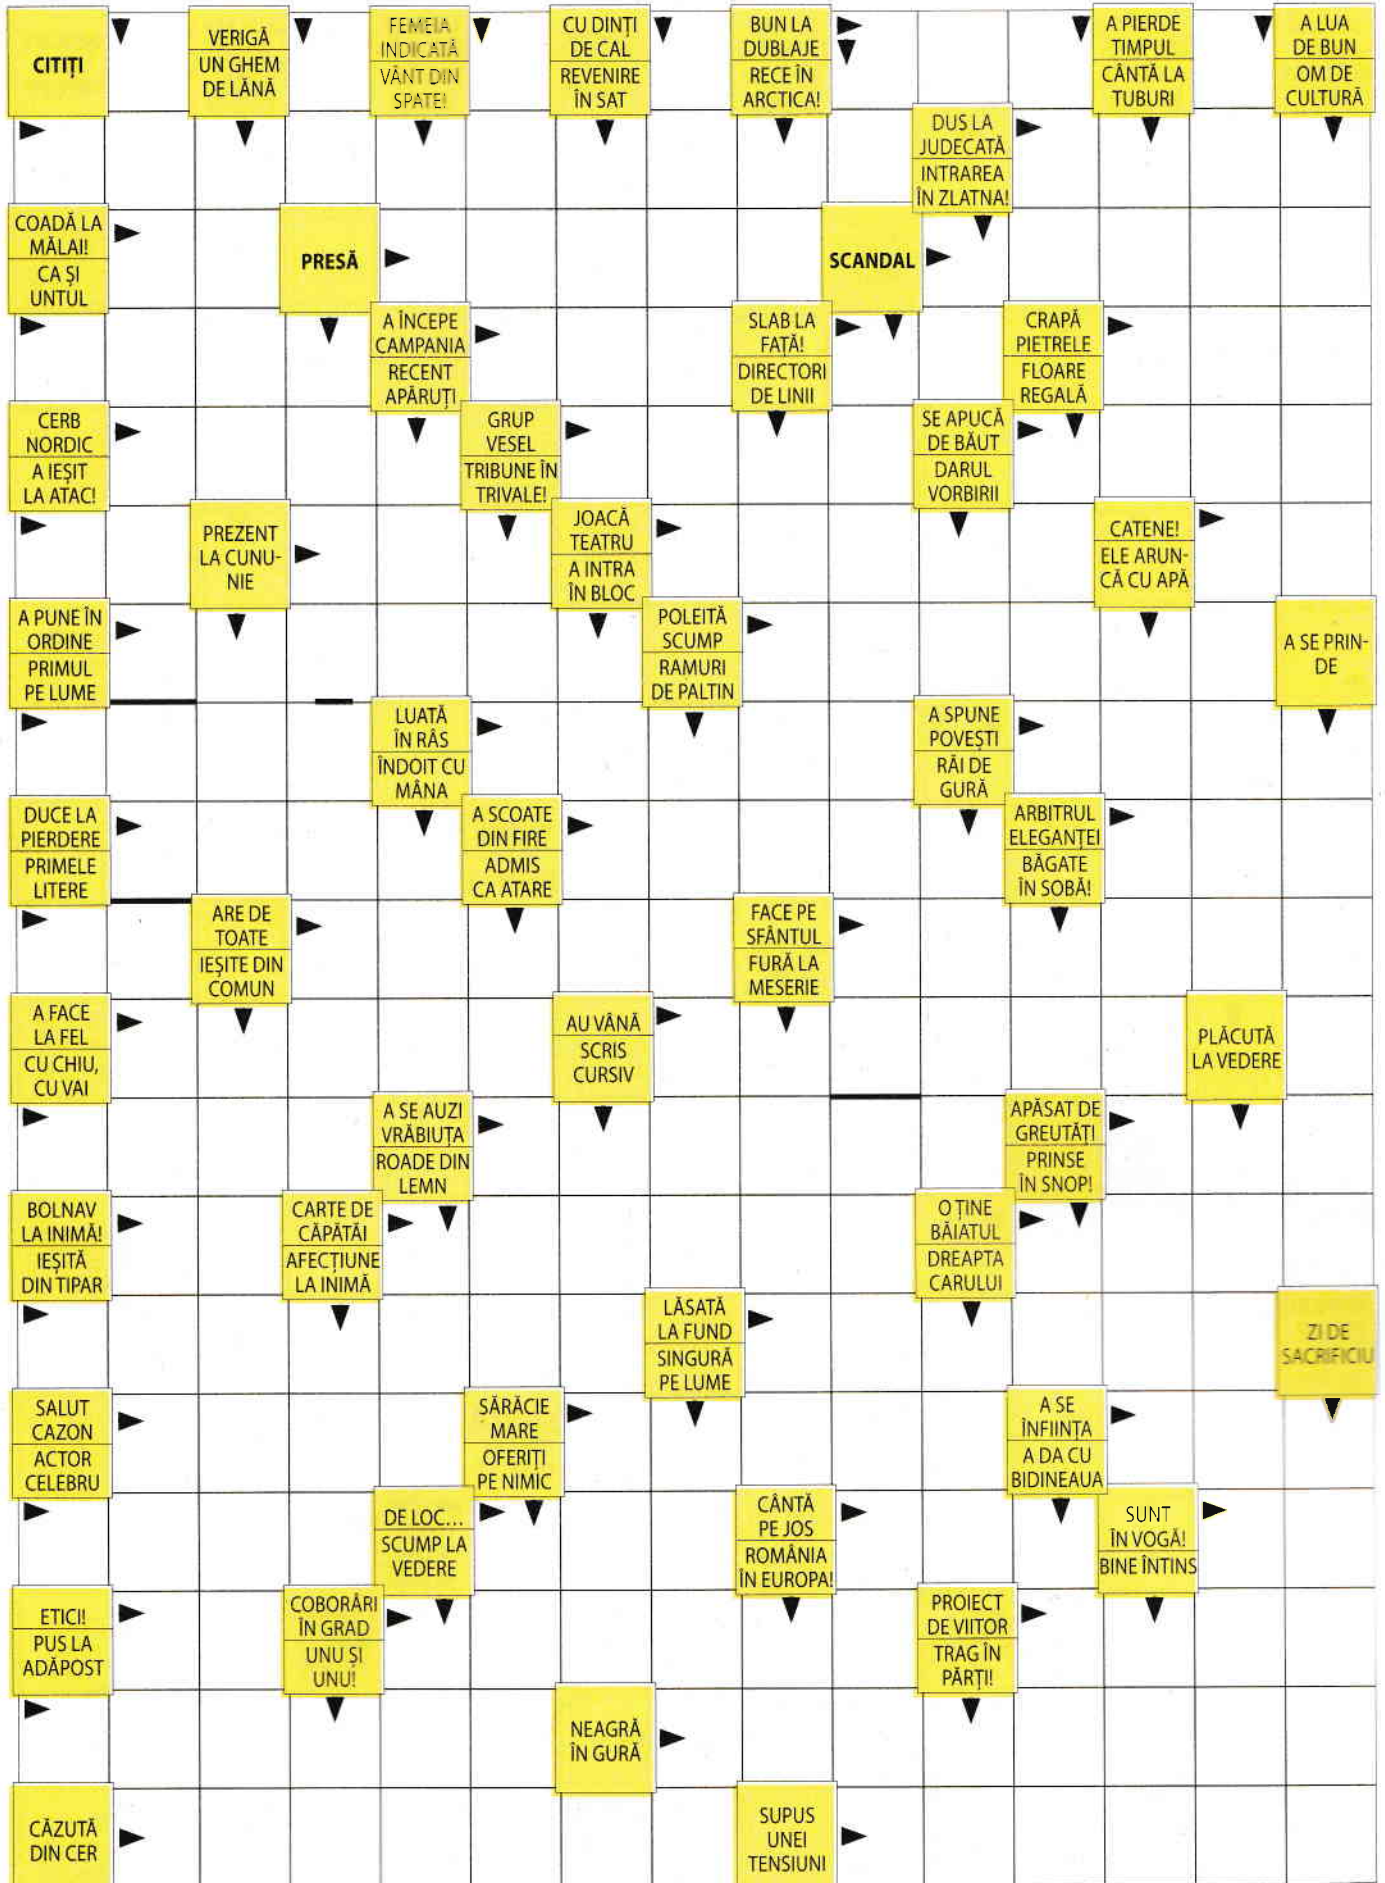 CITIȚI
VERIGĂ
UN GHEM
DE LÂNĂ
FEMEIA
INDICATĂ
VÂNT DIN
SPATE!
CU DINȚI
DE CAL
REVENIRE
ÎN SAT
BUN LA
DUBLAJE
RECE ÎN
ARCTICA!
A PIERDE
TIMPUL
CÂNTĂ LA
TUBURI
A LUA
DE BUN
OM DE
CULTURĂ
DUS LA
JUDECATĂ
INTRAREA
ÎN ZLATNA!
COADĂ LA
MĂLAI!
CA ȘI
UNTUL
PRESĂ
SCANDAL
A ÎNCEPE
CAMPANIA
RECENT
APĂRUȚI
SLAB LA
FAȚĂ!
DIRECTORI
DE LINII
CRAPĂ
PIETRELE
FLOARE
REGALĂ
CERB
NORDIC
A IEȘIT
LA ATAC!
GRUP
VESEL
TRIBUNE ÎN
TRIVALE!
SE APUCĂ
DE BĂUT
DARUL
VORBIRII
PREZENT
LA CUNU-
NIE
JOACĂ
TEATRU
A INTRA
ÎN BLOC
CATENE!
ELE ARUN-
CĂ CU APĂ
A PUNE ÎN
ORDINE
PRIMUL
PE LUME
POLEITĂ
SCUMP
RAMURI
DE PALTIN
A SE PRIN-
DE
LUATĂ
ÎN RÂS
ÎNDOIT CU
MÂNA
A SPUNE
POVEȘTI
RĂI DE
GURĂ
DUCE LA
PIERDERE
PRIMELE
LITERE
A SCOATE
DIN FIRE
ADMIS
CA ATARE
ARBITRUL
ELEGANȚEI
BĂGATE
ÎN SOBĂ!
ARE DE
TOATE
IEȘITE DIN
COMUN
FACE PE
SFÂNTUL
FURĂ LA
MESERIE
A FACE
LA FEL
CU CHIU,
CU VAI
AU VÂNĂ
SCRIS
CURSIV
PLĂCUTĂ
LA VEDERE
A SE AUZI
VRĂBIUȚA
ROADE DIN
LEMN
APĂSAT DE
GREUTĂȚI
PRINSE
ÎN SNOP!
BOLNAV
LA INIMĂ!
IEȘITĂ
DIN TIPAR
CARTE DE
CĂPĂTÂI
AFECȚIUNE
LA INIMĂ
O ȚINE
BĂIATUL
DREAPTA
CARULUI
LĂSATĂ
LA FUND
SINGURĂ
PE LUME
ZI DE
SACRIFICIU
SALUT
CAZON
ACTOR
CELEBRU
SĂRĂCIE
MARE
OFERIȚI
PE NIMIC
A SE
ÎNFIINȚA
A DA CU
BIDINEAUA
DE LOC...
SCUMP LA
VEDERE
CÂNTĂ
PE JOS
ROMÂNIA
ÎN EUROPA!
SUNT
ÎN VOGĂ!
BINE ÎNTINS
ETICI!
PUS LA
ADĂPOST
COBORÂRI
ÎN GRAD
UNU ȘI
UNU!
PROIECT
DE VIITOR
TRAG ÎN
PĂRȚI!
NEAGRĂ
ÎN GURĂ
CĂZUTĂ
DIN CER
SUPUS
UNEI
TENSIUNI